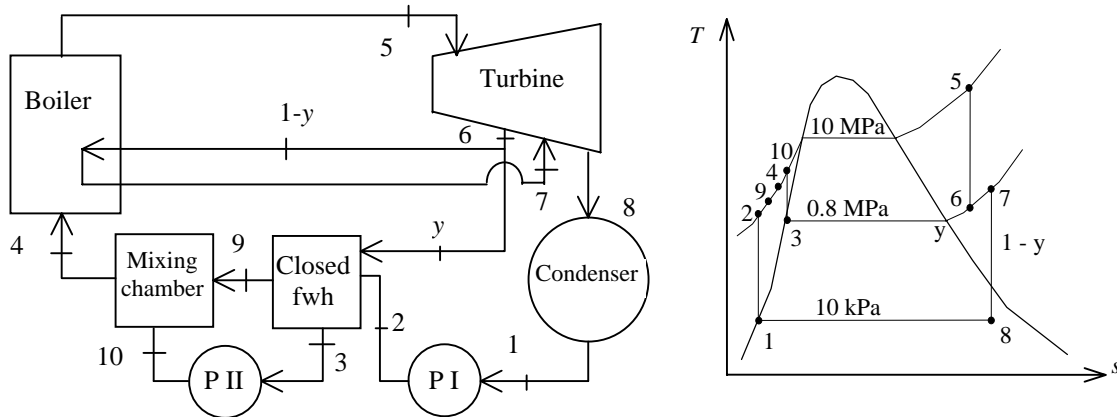 5
Turbine
Boiler
1-y
6
7
8
4
9
y
Mixing
chamber
Closed
fwh
Condenser
2
10
3
1
P II
P I
T
5
10 MPa
10
4
9
2
6
7
3
0.8 MPa
y
1 - y
10 kPa
1
8
s